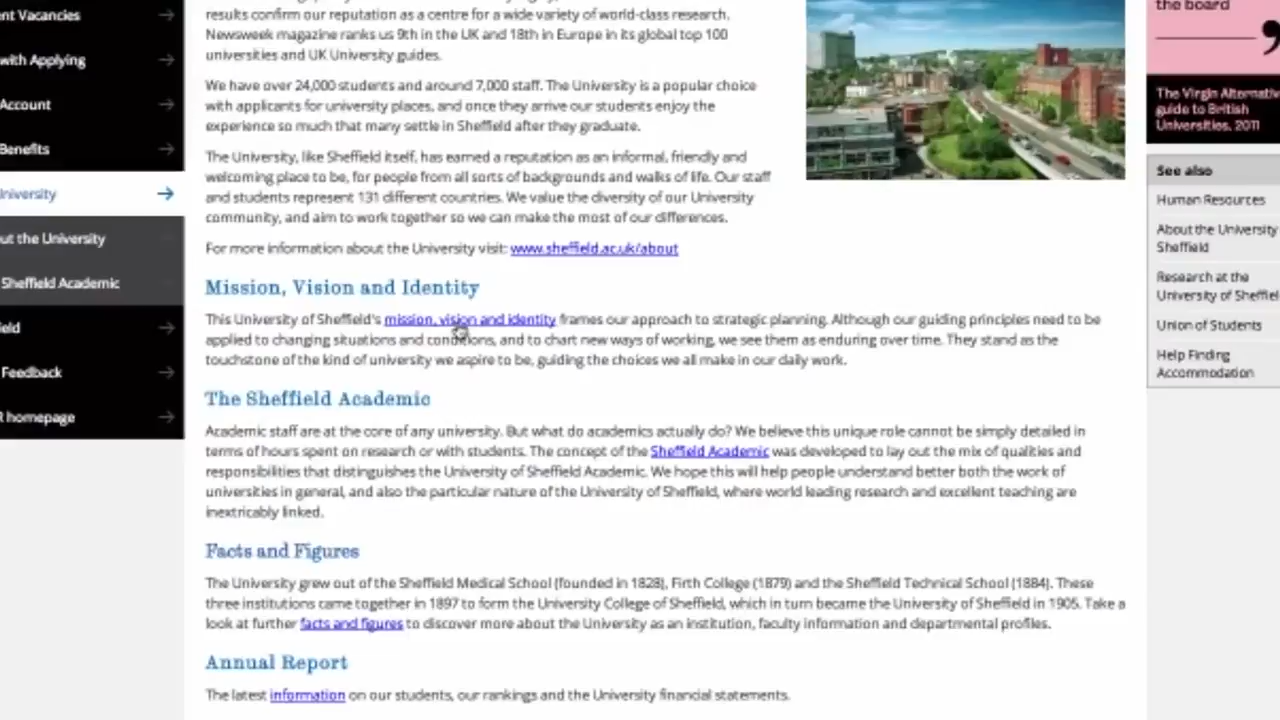 ent Vacancies
with Applying
Account
Benefits
University
ut the University
Sheffield Academic
ield
Feedback
R homepage
results confirm our reputation as a centre for a wide variety of world-class research.
Newsweek magazine ranks us 9th in the UK and 18th in Europe in its global top 100
universities and UK University guides.
We have over 24,000 students and around 7,000 staff. The University is a popular choice
with applicants for university places, and once they arrive our students enjoy the
experience so much that many settle in Sheffield after they graduate.
The University, like Sheffield itself, has earned a reputation as an informal, friendly and
welcoming place to be, for people from all sorts of backgrounds and walks of life. Our staff
and students represent 131 different countries. We value the diversity of our University
community, and aim to work together so we can make the most of our differences.
For more information about the University visit: www.sheffield.ac.uk/about
Mission, Vision and Identity
This University of Sheffield's mission, vision and identity frames our approach to strategic planning. Although our guiding principles need to be
applied to changing situations and conditions, and to chart new ways of working, we see them as enduring over time. They stand as the
touchstone of the kind of university we aspire to be, guiding the choices we all make in our daily work.
The Sheffield Academic
Academic staff are at the core of any university. But what do academics actually do? We believe this unique role cannot be simply detailed in
terms of hours spent on research or with students. The concept of the Sheffield Academic was developed to lay out the mix of qualities and
responsibilities that distinguishes the University of Sheffield Academic. We hope this will help people understand better both the work of
universities in general, and also the particular nature of the University of Sheffield, where world leading research and excellent teaching are
inextricably linked.
Facts and Figures
The University grew out of the Sheffield Medical School (founded in 1828), Firth College (1879) and the Sheffield Technical School (1884). These
three institutions came together in 1897 to form the University College of Sheffield, which in turn became the University of Sheffield in 1905. Take a
look at further facts and figures to discover more about the University as an institution, faculty information and departmental profiles.
Annual Report
The latest information on our students, our rankings and the University financial statements.
the board
The Virgin Alternativ
guide to British
Universities, 2011
See also
Human Resources
About the University
Sheffield
Research at the
University of Sheffiel
Union of Students
Help Finding
Accommodation